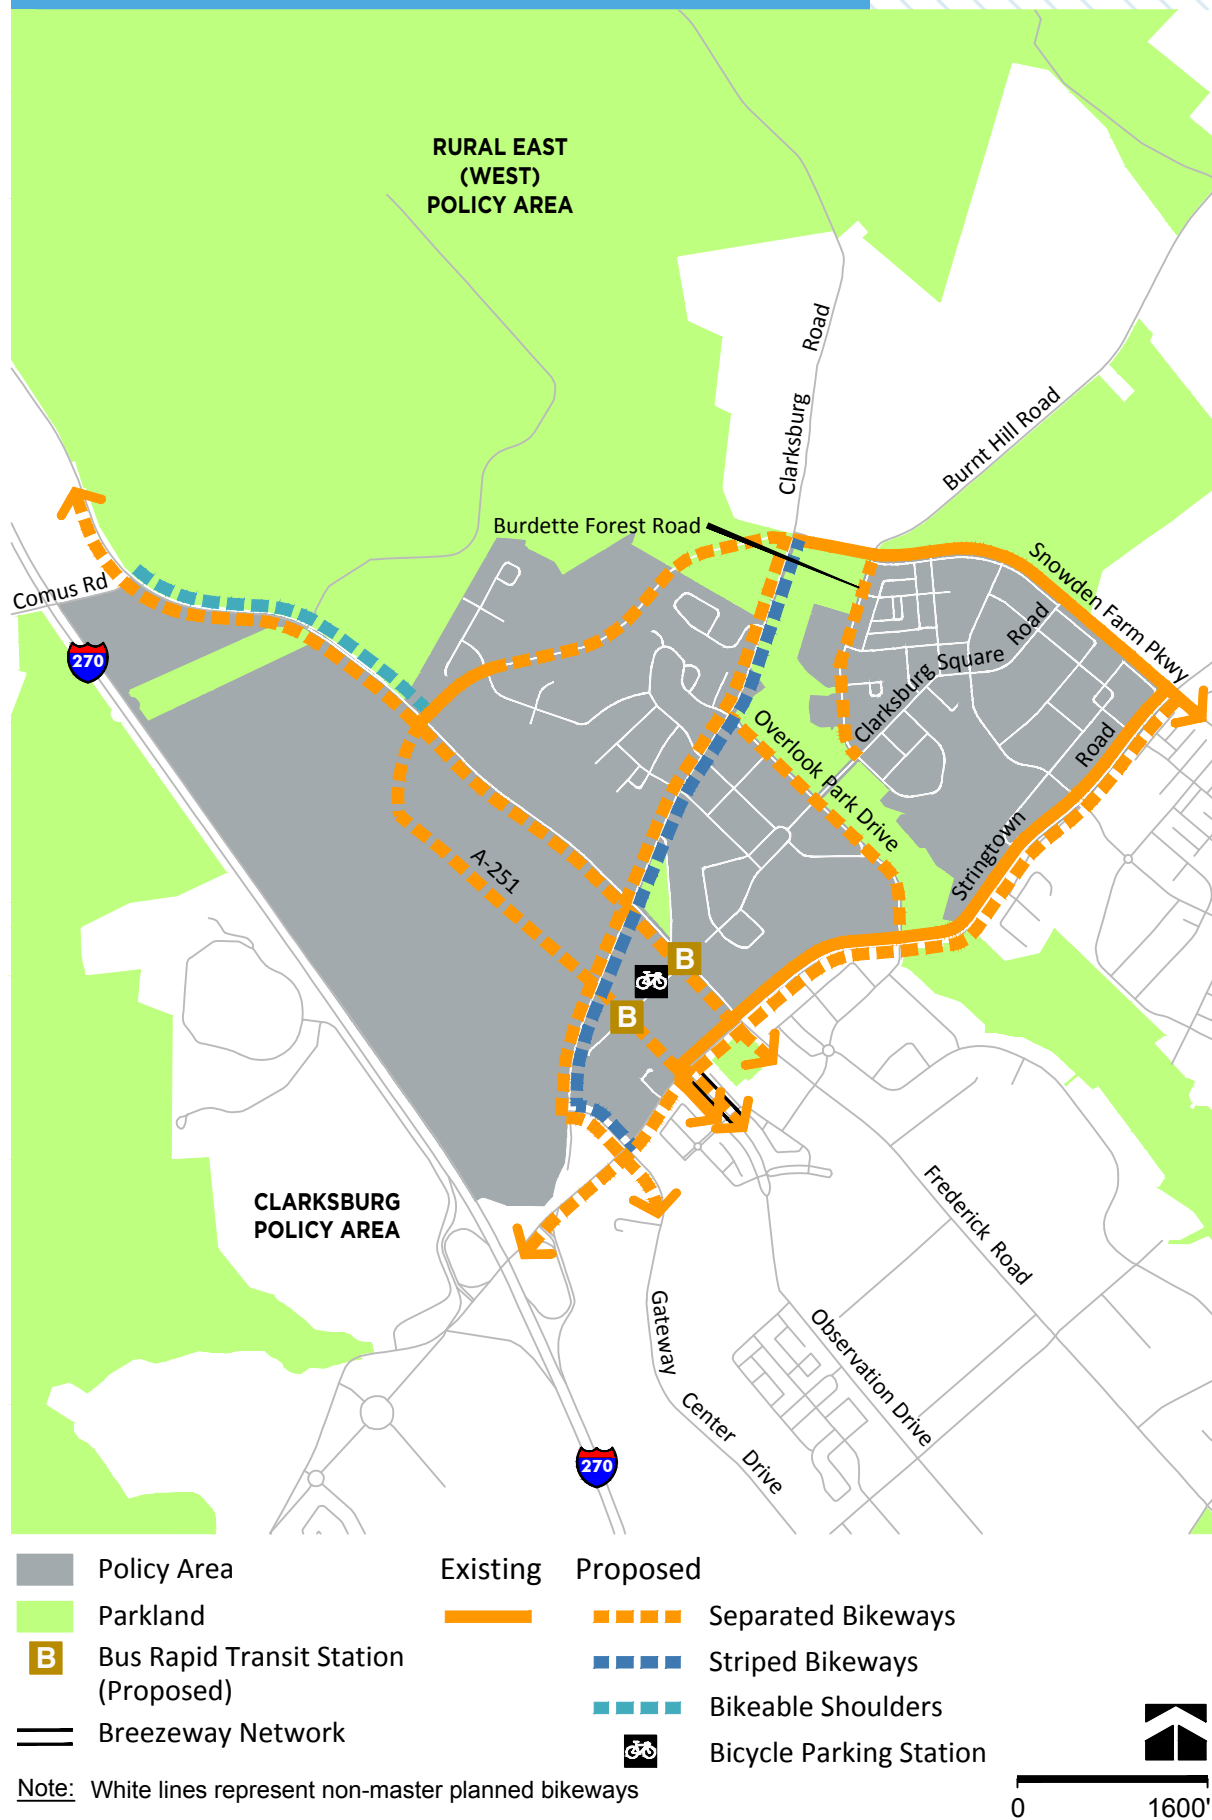 RURAL EAST
(WEST)
POLICY AREA
Clarksburg Road
Burnt Hill Road
Burdette Forest Road
Snowden Farm Pkwy
Comus Rd
270
Clarksburg Square Road
Overlook Park Drive
Stringtown Road
A-251
B
B
CLARKSBURG
POLICY AREA
Frederick Road
Gateway Center Drive
Observation Drive
270
Policy Area
Existing Proposed
Parkland
Separated Bikeways
B Bus Rapid Transit Station
(Proposed)
Striped Bikeways
Bikeable Shoulders
Breezeway Network
Bicycle Parking Station
Note: White lines represent non-master planned bikeways
0 1600'